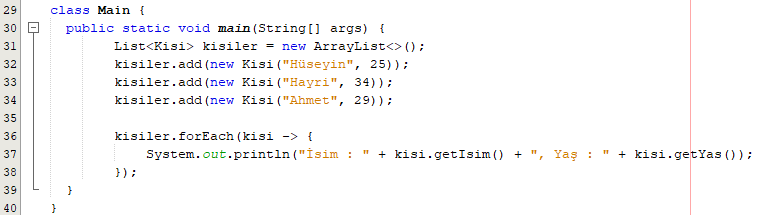 29 class Main {
30 public static void main(String[] args) {
31 List<Kisi> kisiler = new ArrayList<>();
32 kisiler.add(new Kisi("Hüseyin", 25));
33 kisiler.add(new Kisi("Hayri", 34));
34 kisiler.add(new Kisi("Ahmet", 29));
35
36 kisiler.forEach(kisi -> {
37 System.out.println("İsim : " + kisi.getIsim() + ", Yaş : " + kisi.getYas());
38 });
39 }
40 }